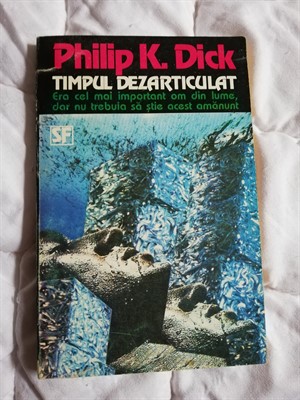 Philip K. Dick
TIMPUL DEZARTICULAT
Era cel mai important om din lume,
dar nu trebuia să știe acest amănunt
SF